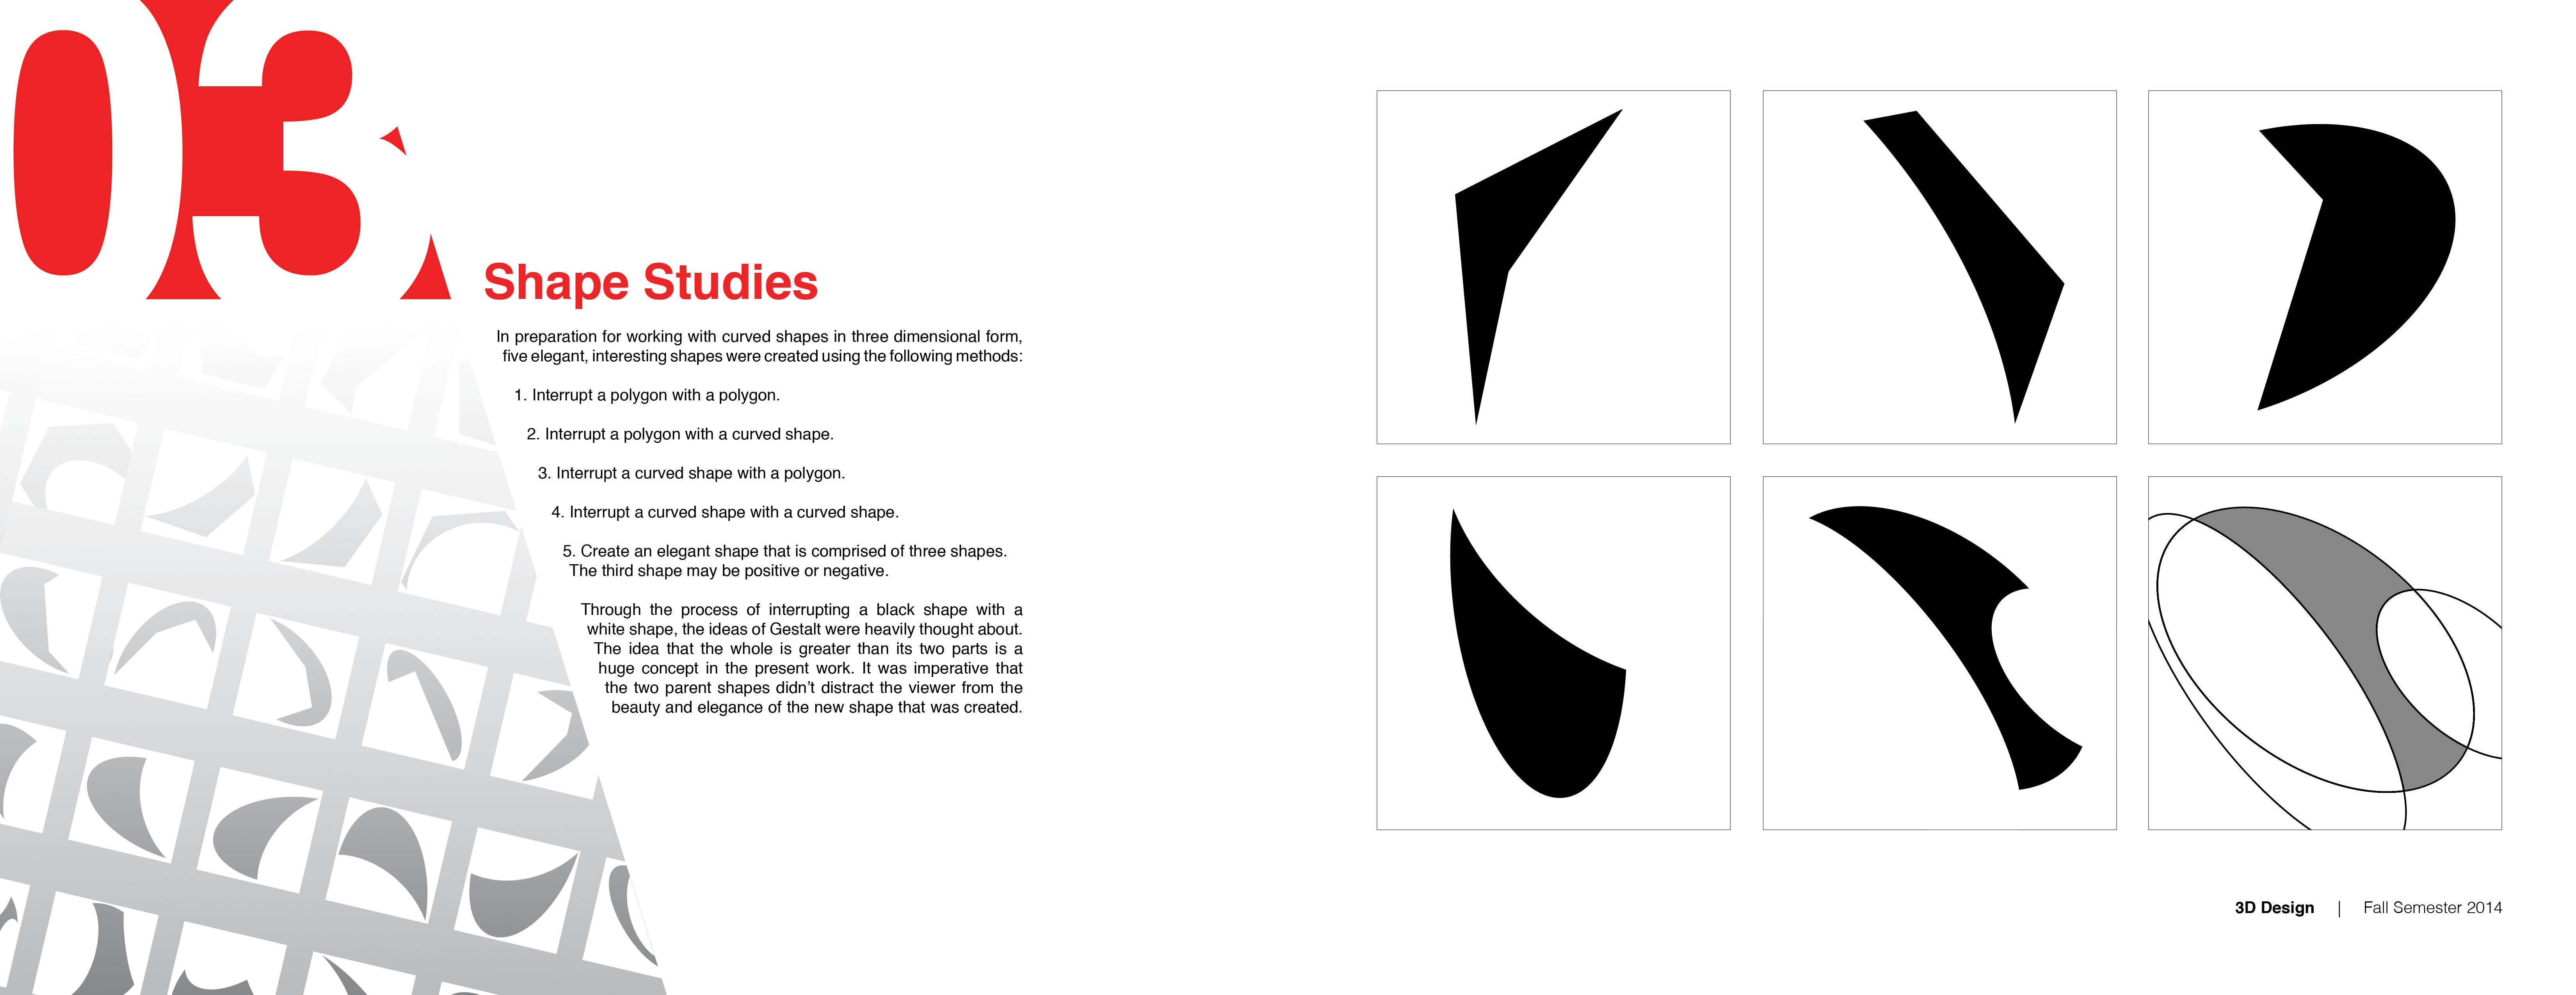 03
Shape Studies
In preparation for working with curved shapes in three dimensional form,
five elegant, interesting shapes were created using the following methods:
1. Interrupt a polygon with a polygon.
2. Interrupt a polygon with a curved shape.
3. Interrupt a curved shape with a polygon.
4. Interrupt a curved shape with a curved shape.
5. Create an elegant shape that is comprised of three shapes.
The third shape may be positive or negative.
Through the process of interrupting a black shape with a
white shape, the ideas of Gestalt were heavily thought about.
The idea that the whole is greater than its two parts is a
huge concept in the present work. It was imperative that
the two parent shapes didn’t distract the viewer from the
beauty and elegance of the new shape that was created.
3D Design | Fall Semester 2014